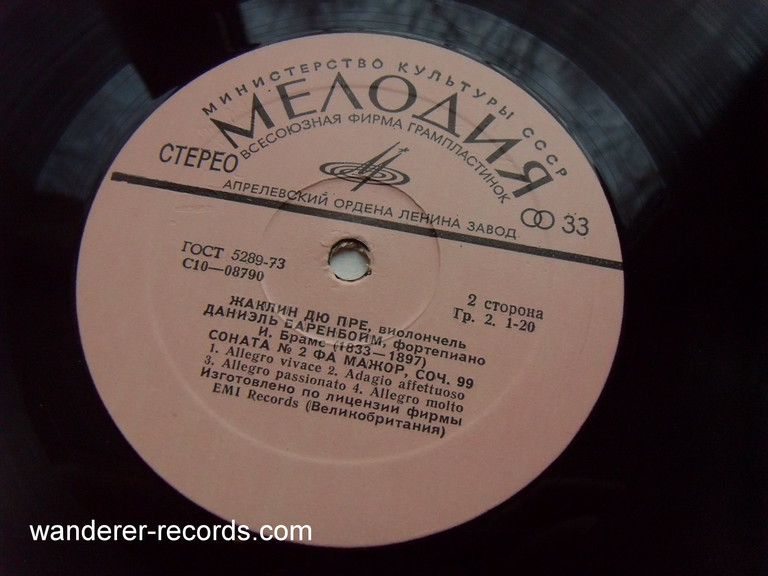 МИНИСТЕРСТВО КУЛЬТУРЫ СССР
МЕЛОДИЯ
ВСЕСОЮЗНАЯ ФИРМА ГРАМПЛАСТИНОК
СТЕРЕО
АПРЕЛЕВСКИЙ ОРДЕНА ЛЕНИНА ЗАВОД
33
ГОСТ 5289-73
С10—08790
2 сторона
Гр. 2. 1-20
ЖАКЛИН ДЮ ПРЕ, виолончель
ДАНИЭЛЬ БАРЕНБОЙМ, фортепиано
И. Брамс (1833—1897)
СОНАТА № 2 ФА МАЖОР, СОЧ. 99
1. Allegro vivace 2. Adagio affettuoso
3. Allegro passionato 4. Allegro molto
Изготовлено по лицензии фирмы
EMI Records (Великобритания)
wanderer-records.com